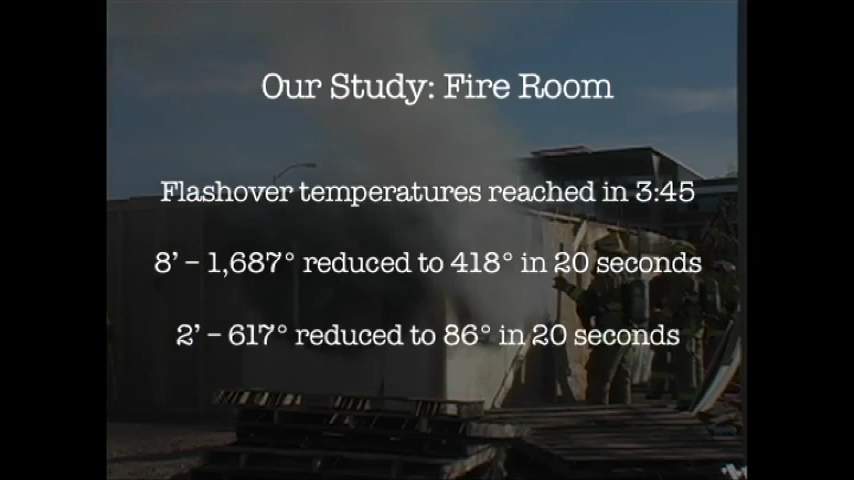 Our Study: Fire Room
Flashover temperatures reached in 3:45
8’ – 1,687° reduced to 418° in 20 seconds
2’ – 617° reduced to 86° in 20 seconds